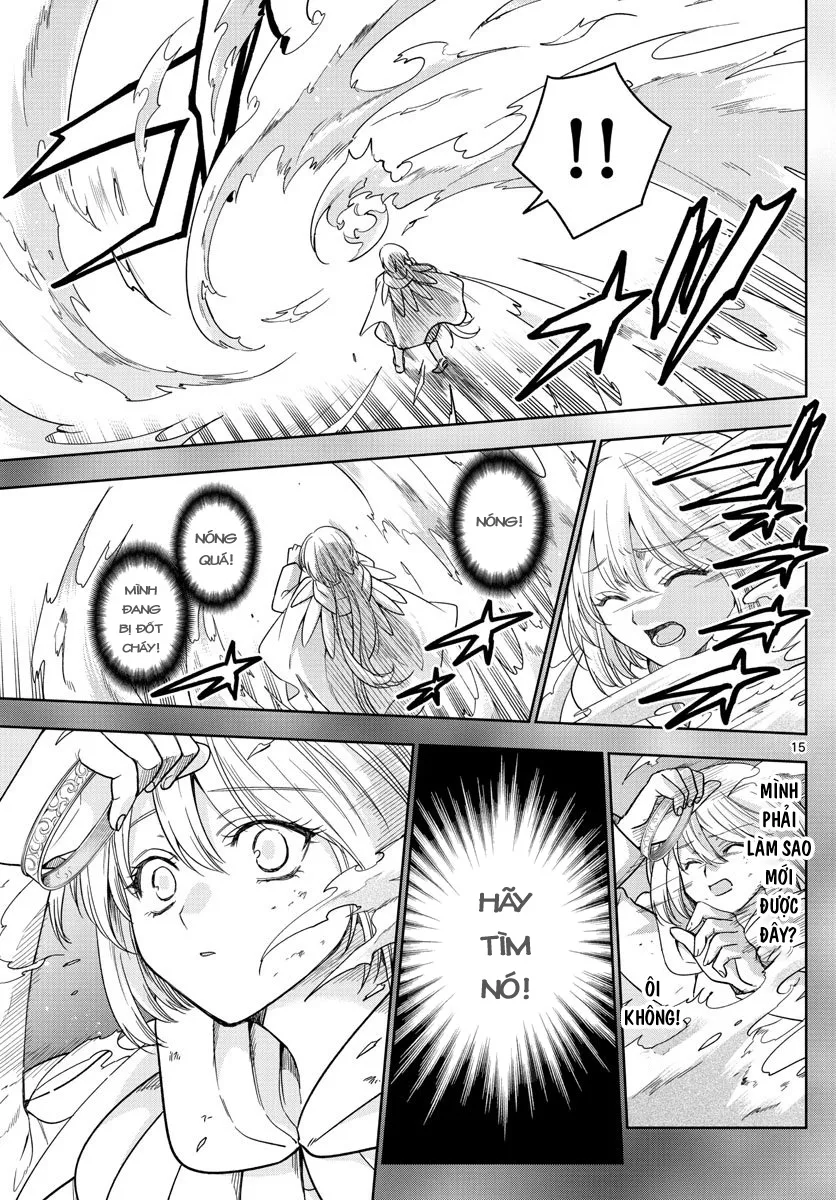 !!
NÓNG!
NÓNG
QUÁ!
MÌNH
ĐANG
BỊ ĐỐT
CHÁY!
15
MÌNH
PHẢI
LÀM SAO
MỚI
ĐƯỢC
ĐÂY?
ÔI
KHÔNG!
HÃY
TÌM
NÓ!